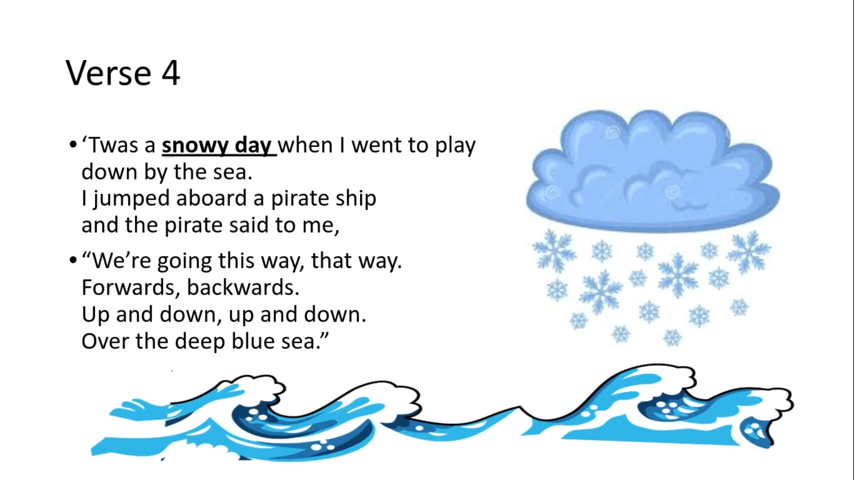 Verse 4
•‘Twas a snowy day when I went to play
down by the sea.
I jumped aboard a pirate ship
and the pirate said to me,
•“We’re going this way, that way.
Forwards, backwards.
Up and down, up and down.
Over the deep blue sea.”